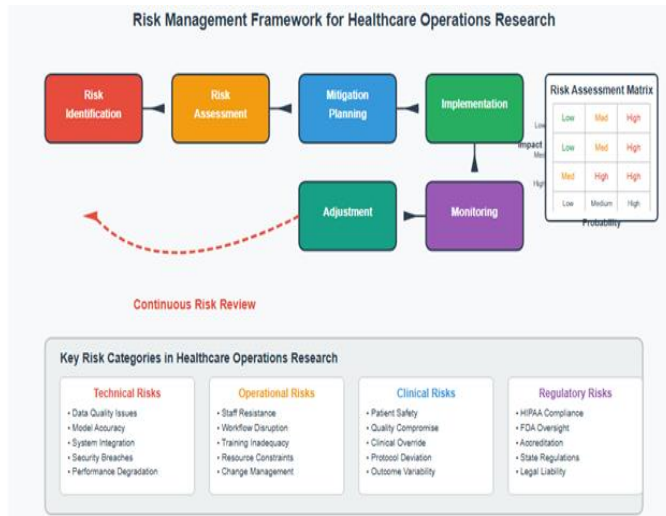 Risk Management Framework for Healthcare Operations Research
Risk
Identification
Risk
Assessment
Mitigation
Planning
Implementation
Risk Assessment Matrix
Low
Low Med High
Impact
Med
Low Med High
High
Med High High
Low Medium High
Probability
Adjustment
Monitoring
Continuous Risk Review
Key Risk Categories in Healthcare Operations Research
Technical Risks
• Data Quality Issues
• Model Accuracy
• System Integration
• Security Breaches
• Performance Degradation
Operational Risks
• Staff Resistance
• Workflow Disruption
• Training Inadequacy
• Resource Constraints
• Change Management
Clinical Risks
• Patient Safety
• Quality Compromise
• Clinical Override
• Protocol Deviation
• Outcome Variability
Regulatory Risks
• HIPAA Compliance
• FDA Oversight
• Accreditation
• State Regulations
• Legal Liability